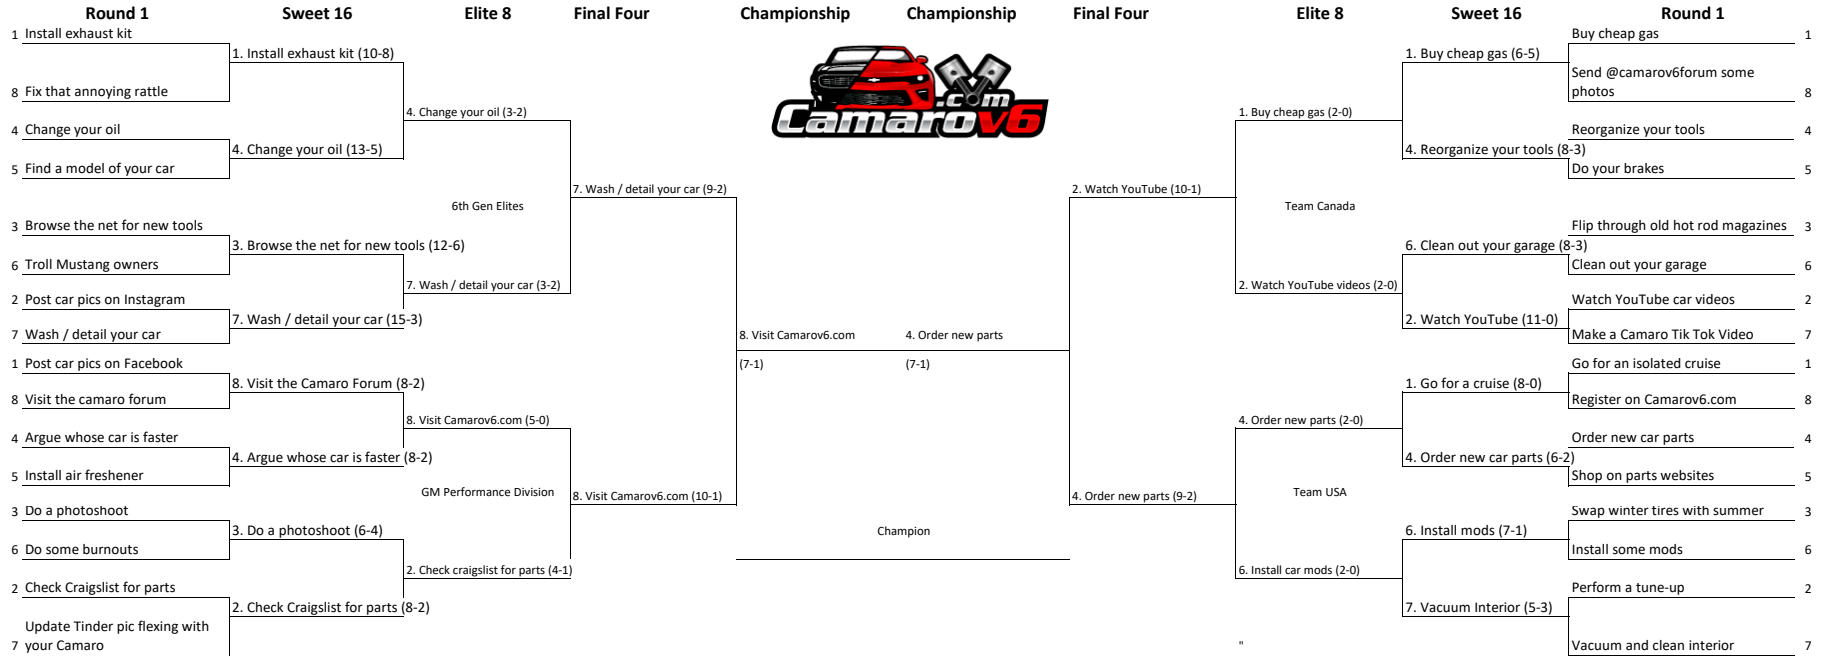 Round 1 Sweet 16 Elite 8 Final Four Championship Championship Final Four Elite 8 Sweet 16 Round 1
1 Install exhaust kit
8 Fix that annoying rattle
4 Change your oil
5 Find a model of your car
3 Browse the net for new tools
6 Troll Mustang owners
2 Post car pics on Instagram
7 Wash / detail your car
1 Post car pics on Facebook
8 Visit the camaro forum
4 Argue whose car is faster
5 Install air freshener
3 Do a photoshoot
6 Do some burnouts
2 Check Craigslist for parts
Update Tinder pic flexing with
7 your Camaro
1. Install exhaust kit (10-8)
4. Change your oil (13-5)
3. Browse the net for new tools (12-6)
7. Wash / detail your car (15-3)
8. Visit the Camaro Forum (8-2)
4. Argue whose car is faster (8-2)
3. Do a photoshoot (6-4)
2. Check Craigslist for parts (8-2)
4. Change your oil (3-2)
6th Gen Elites
7. Wash / detail your car (3-2)
8. Visit Camarov6.com (5-0)
GM Performance Division
2. Check craigslist for parts (4-1)
7. Wash / detail your car (9-2)
8. Visit Camarov6.com (10-1)
.com
Camarov6
8. Visit Camarov6.com
(7-1)
4. Order new parts
(7-1)
Champion
2. Watch YouTube (10-1)
4. Order new parts (9-2)
1. Buy cheap gas (2-0)
Team Canada
2. Watch YouTube videos (2-0)
4. Order new parts (2-0)
Team USA
6. Install car mods (2-0)
"
1. Buy cheap gas (6-5)
4. Reorganize your tools (8-3)
6. Clean out your garage (8-3)
2. Watch YouTube (11-0)
1. Go for a cruise (8-0)
4. Order new car parts (6-2)
6. Install mods (7-1)
7. Vacuum Interior (5-3)
Buy cheap gas 1
Send @camarov6forum some
photos 8
Reorganize your tools 4
Do your brakes 5
Flip through old hot rod magazines 3
Clean out your garage 6
Watch YouTube car videos 2
Make a Camaro Tik Tok Video 7
Go for an isolated cruise 1
Register on Camarov6.com 8
Order new car parts 4
Shop on parts websites 5
Swap winter tires with summer 3
Install some mods 6
Perform a tune-up 2
Vacuum and clean interior 7